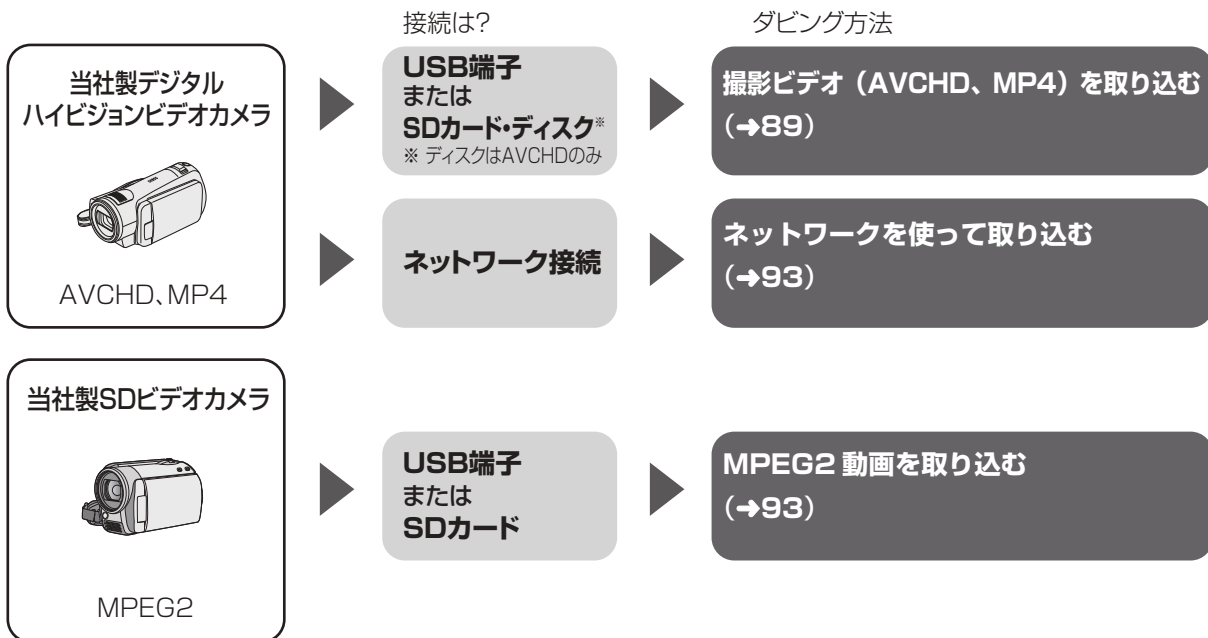 接続は?
ダビング方法
当社製デジタル
ハイビジョンビデオカメラ
AVCHD、MP4
USB端子
または
SDカード・ディスク※
※ ディスクはAVCHDのみ
撮影ビデオ（AVCHD、MP4）を取り込む
（➜89）
ネットワーク接続
ネットワークを使って取り込む
（➜93）
当社製SDビデオカメラ
MPEG2
USB端子
または
SDカード
MPEG2 動画を取り込む
（➜93）